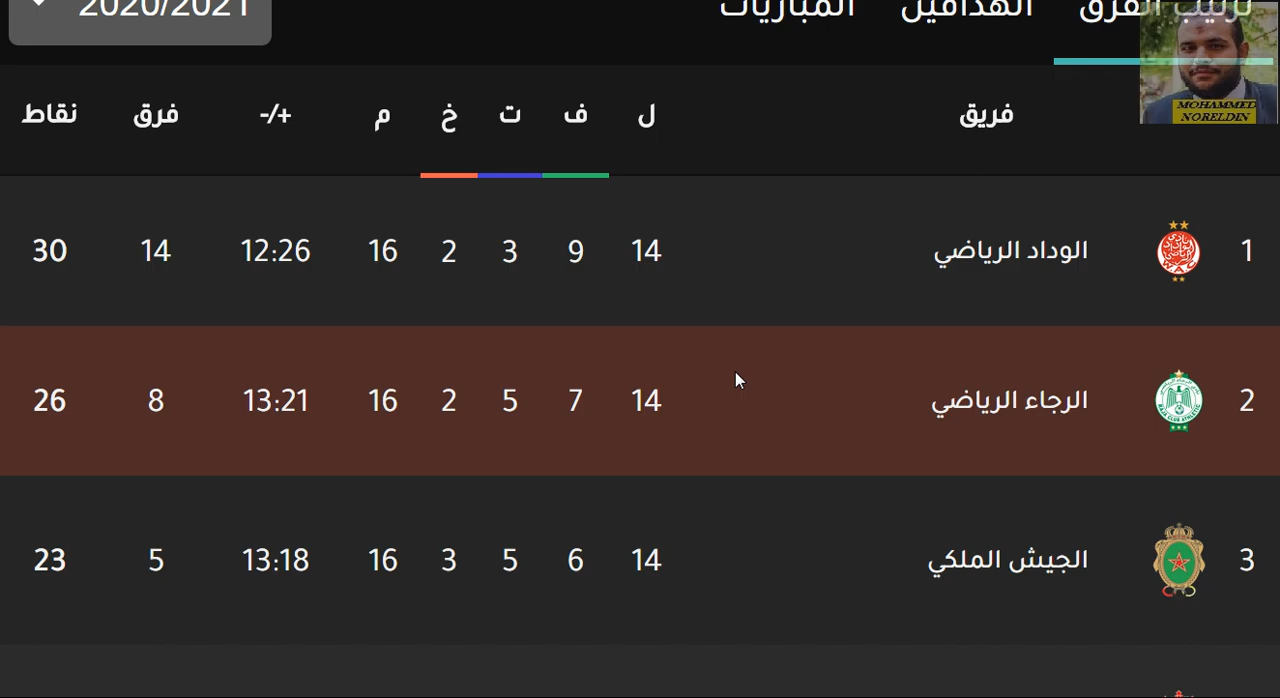 ترتيب الفرق الهدافين المباريات 2020/2021
MOHAMMED
NORELDIN
فريق ل ف ت خ م +/- فرق نقاط
1 الوداد الرياضي 14 9 3 2 16 12:26 14 30
2 الرجاء الرياضي 14 7 5 2 16 13:21 8 26
3 الجيش الملكي 14 6 5 3 16 13:18 5 23